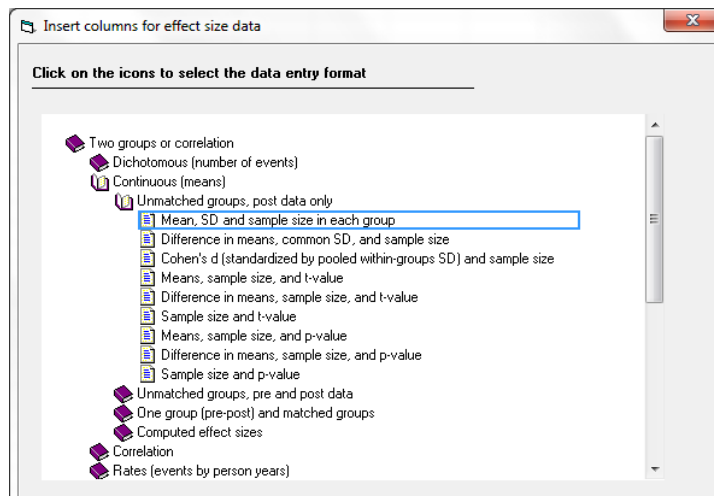 Insert columns for effect size data
Click on the icons to select the data entry format
Two groups or correlation
Dichotomous (number of events)
Continuous (means)
Unmatched groups, post data only
Mean, SD and sample size in each group
Difference in means, common SD, and sample size
Cohen's d (standardized by pooled within-groups SD) and sample size
Means, sample size, and t-value
Difference in means, sample size, and t-value
Sample size and t-value
Means, sample size, and p-value
Difference in means, sample size, and p-value
Sample size and p-value
Unmatched groups, pre and post data
One group (pre-post) and matched groups
Computed effect sizes
Correlation
Rates (events by person years)